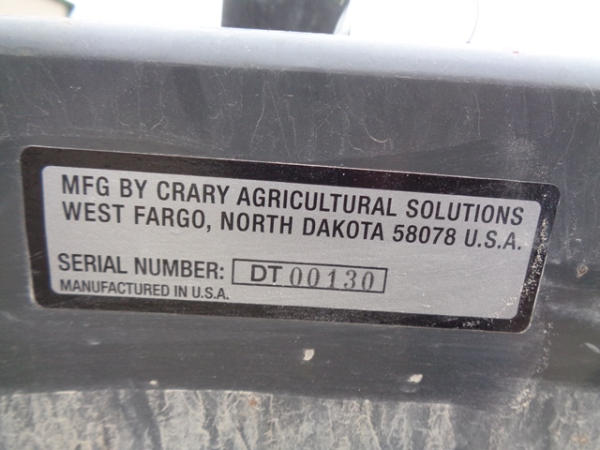 MFG BY CRARY AGRICULTURAL SOLUTIONS
WEST FARGO, NORTH DAKOTA 58078 U.S.A.
SERIAL NUMBER: DT00130
MANUFACTURED IN U.S.A.